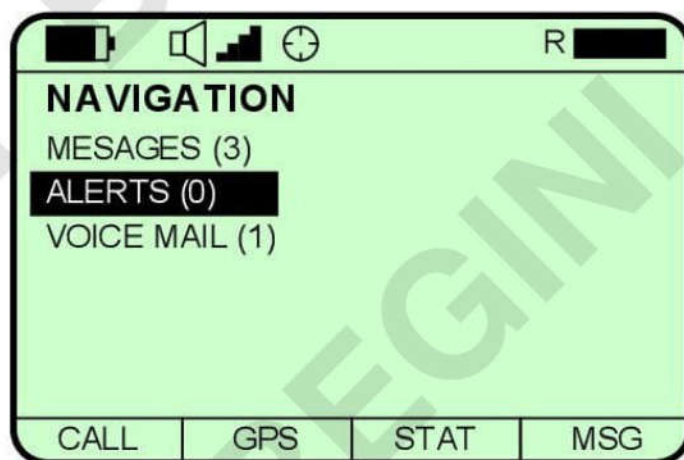 R
NAVIGATION
MESAGES (3)
ALERTS (0)
VOICE MAIL (1)
CALL GPS STAT MSG